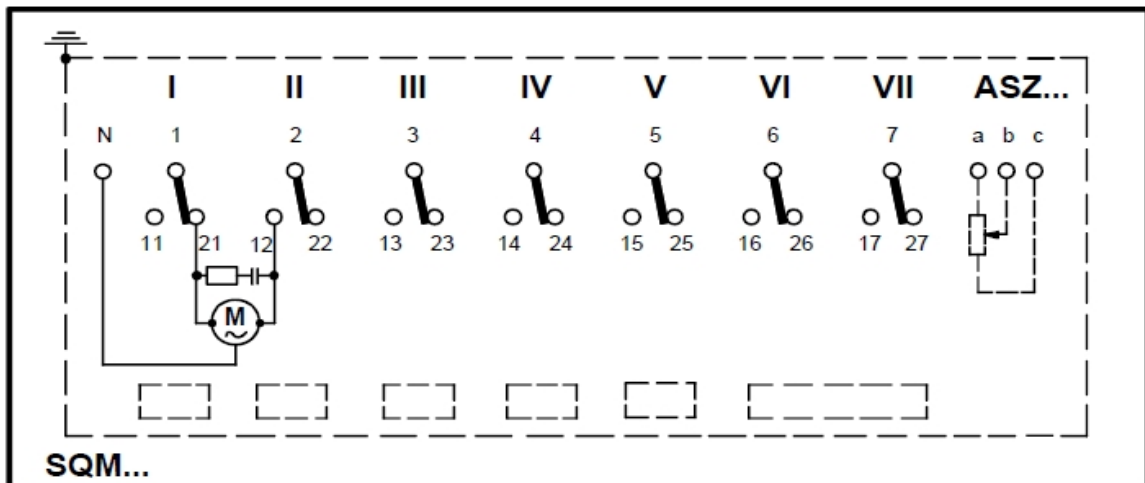 I II III IV V VI VII ASZ...
N 1 2 3 4 5 6 7 a b c
11 21 12 22 13 23 14 24 15 25 16 26 17 27
M
~
SQM...